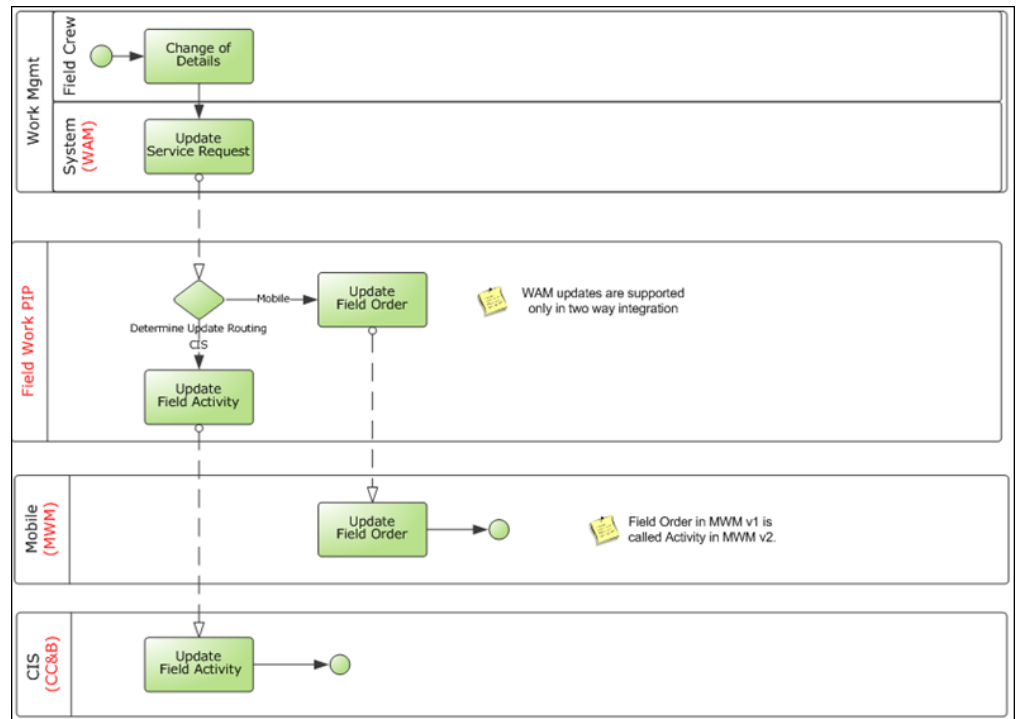 Work Mgmt
Field Crew
Change of
Details
System
(WAM)
Update
Service Request
Field Work PIP
Determine Update Routing
Mobile
CIS
Update
Field Order
WAM updates are supported
only in two way integration
Update
Field Activity
Mobile
(MWM)
Update
Field Order
Field Order in MWM v1 is
called Activity in MWM v2.
CIS
(CC&B)
Update
Field Activity